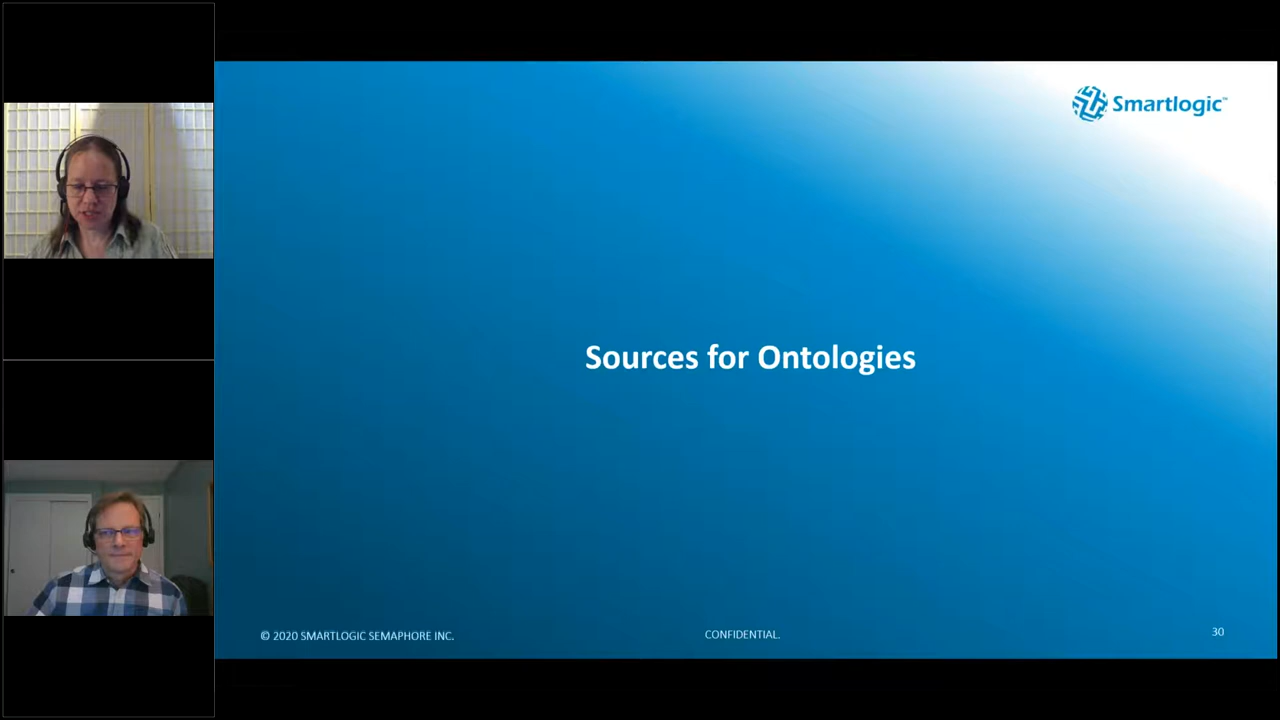 Smartlogic™
Sources for Ontologies
© 2020 SMARTLOGIC SEMAPHORE INC.
CONFIDENTIAL.
30